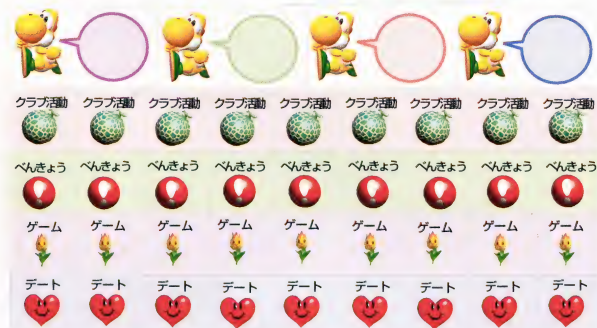 クラブ活動 クラブ活動 クラブ活動 クラブ活動 クラブ活動 クラブ活動 クラブ活動 クラブ活動 クラブ活動
べんきょう べんきょう べんきょう べんきょう べんきょう べんきょう べんきょう べんきょう べんきょう
ゲーム ゲーム ゲーム ゲーム ゲーム ゲーム ゲーム ゲーム ゲーム
デート デート デート デート デート デート デート デート デート